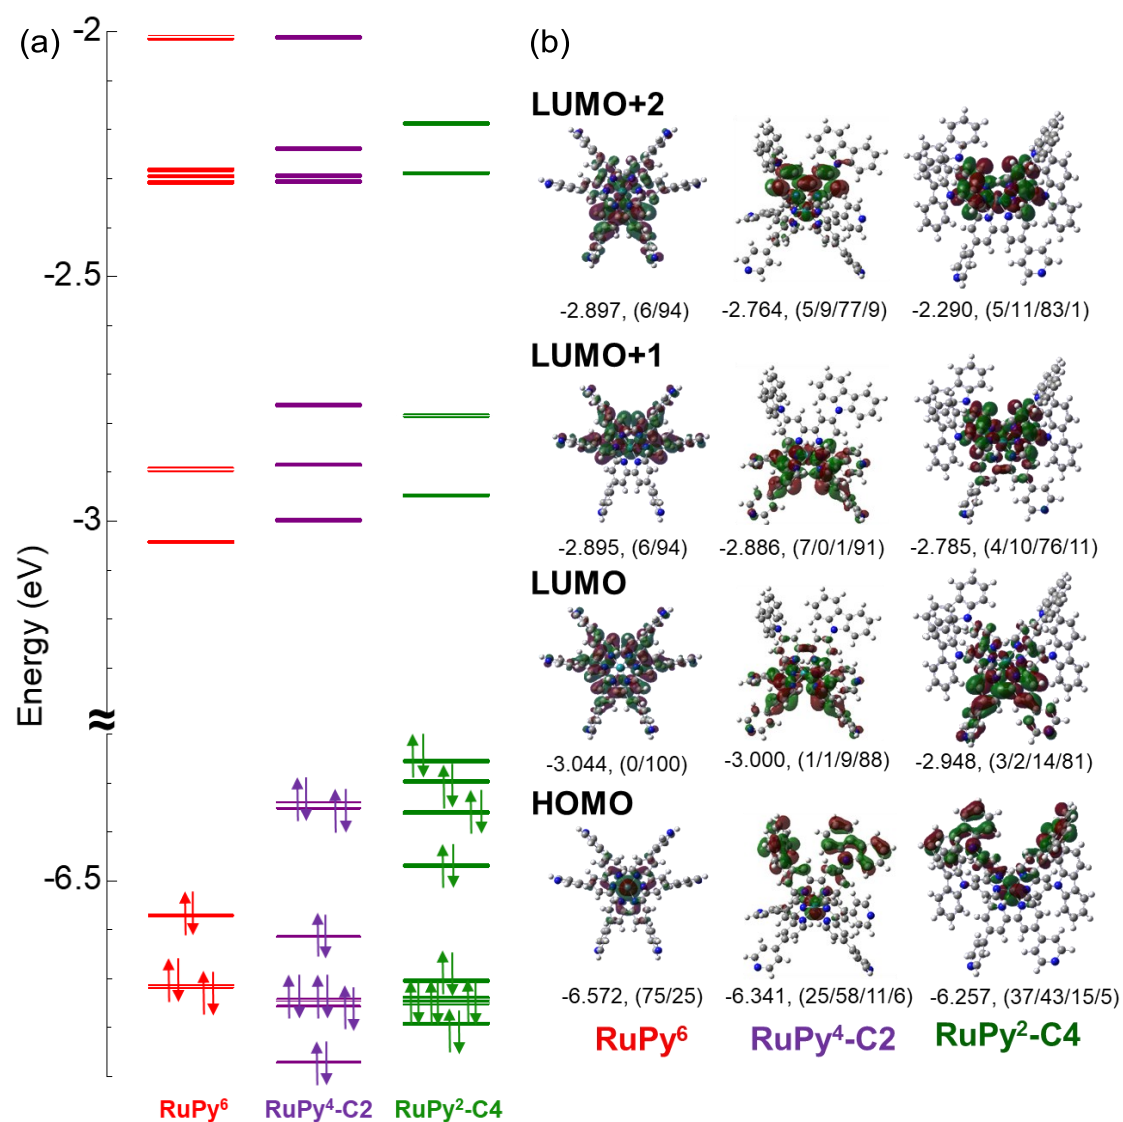 (a)
-2
-2.5
-3
Energy (eV)
≈
-6.5
RuPy⁶
RuPy⁴-C2
RuPy²-C4
(b)
LUMO+2
-2.897, (6/94)
-2.764, (5/9/77/9)
-2.290, (5/11/83/1)
LUMO+1
-2.895, (6/94)
-2.886, (7/0/1/91)
-2.785, (4/10/76/11)
LUMO
-3.044, (0/100)
-3.000, (1/1/9/88)
-2.948, (3/2/14/81)
HOMO
-6.572, (75/25)
-6.341, (25/58/11/6)
-6.257, (37/43/15/5)
RuPy⁶
RuPy⁴-C2
RuPy²-C4